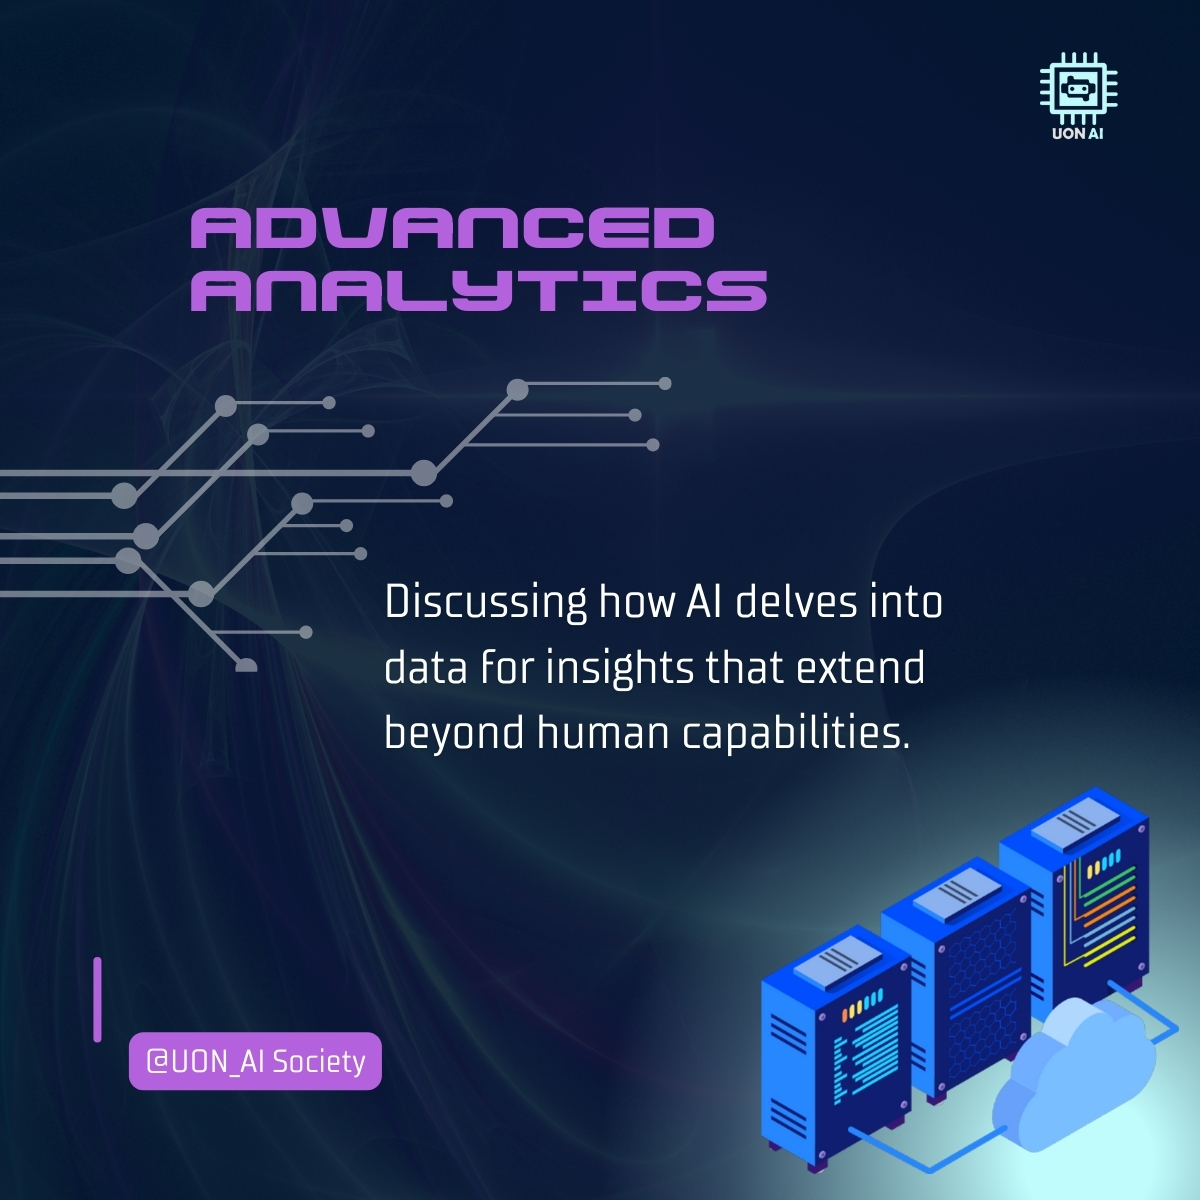 UON AI
ADVANCED
ANALYTICS
Discussing how AI delves into
data for insights that extend
beyond human capabilities.
@UON_AI Society